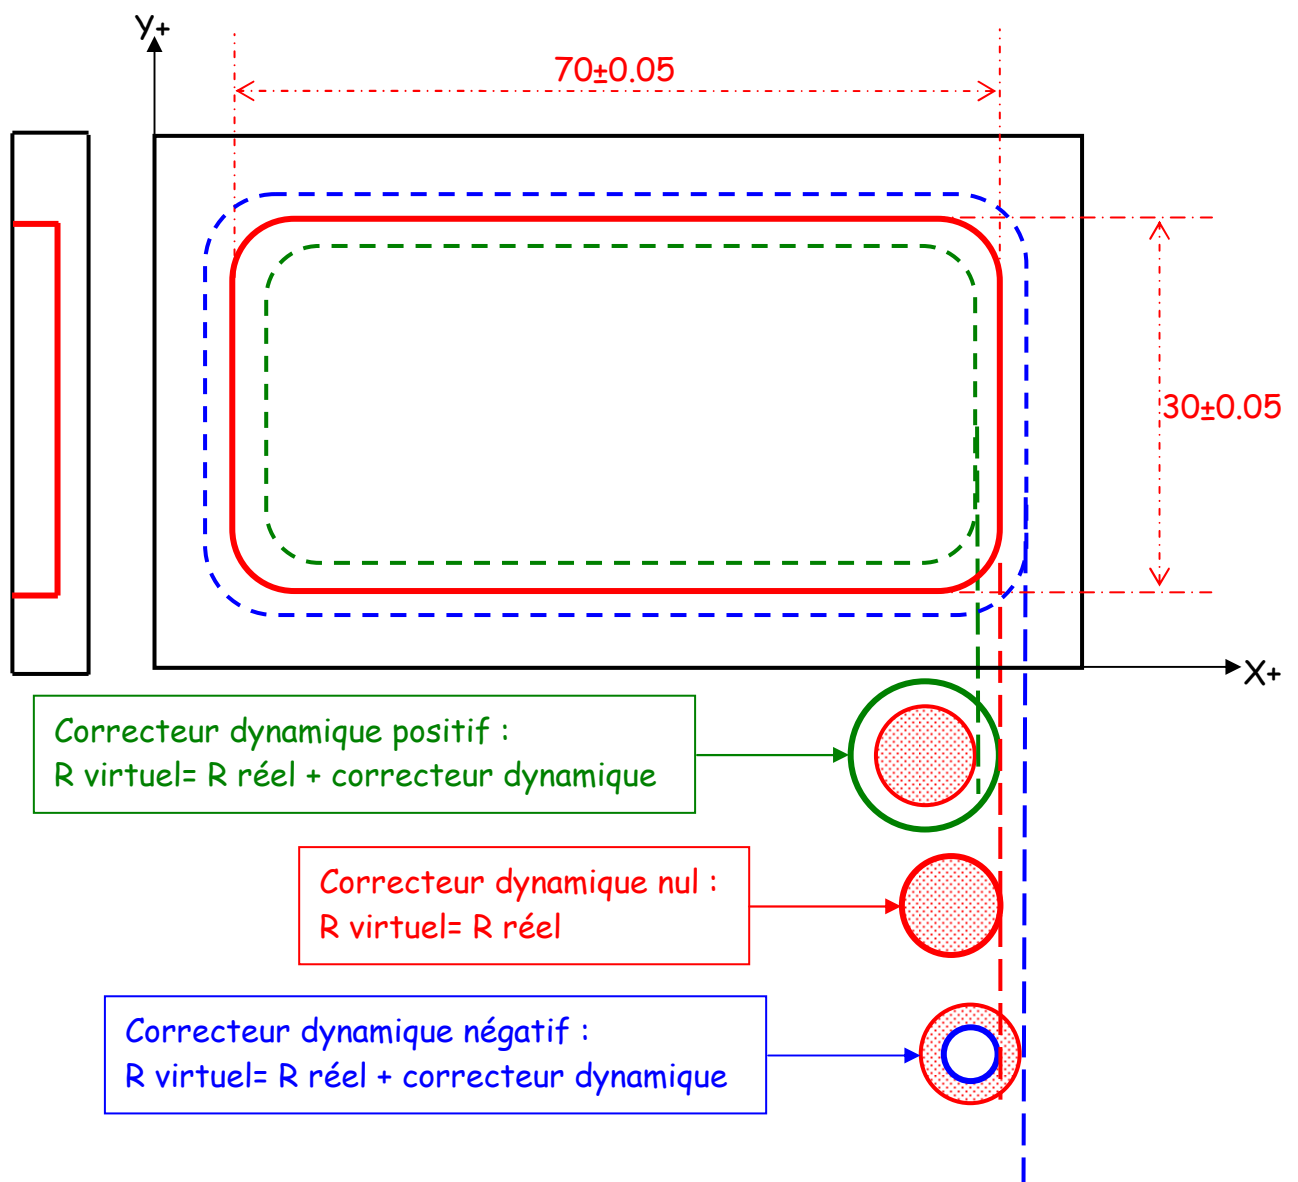 Y+
70±0.05
30±0.05
X+
Correcteur dynamique positif :
R virtuel= R réel + correcteur dynamique
Correcteur dynamique nul :
R virtuel= R réel
Correcteur dynamique négatif :
R virtuel= R réel + correcteur dynamique